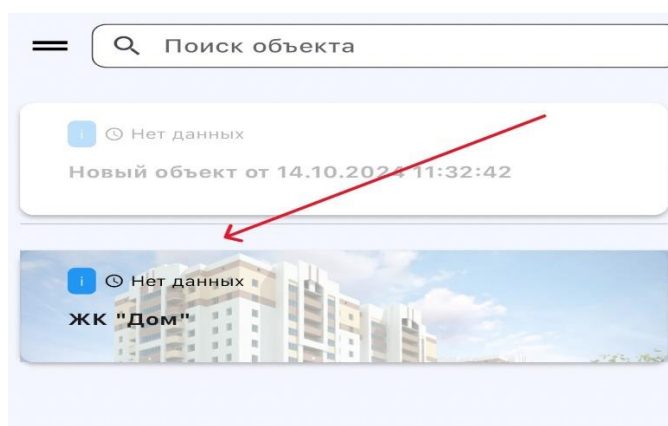 Поиск объекта
i Нет данных
Новый объект от 14.10.2024 11:32:42
i Нет данных
ЖК "Дом"